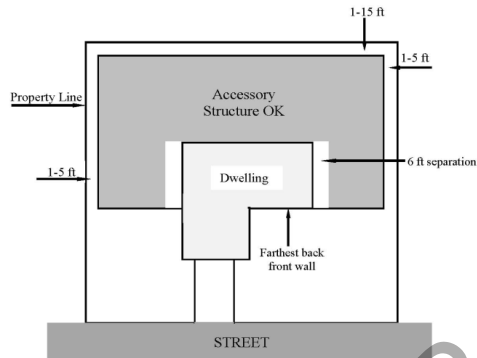 1-15 ft
1-5 ft
Accessory
Structure OK
Property Line
6 ft separation
1-5 ft
Dwelling
Farthest back
front wall
STREET